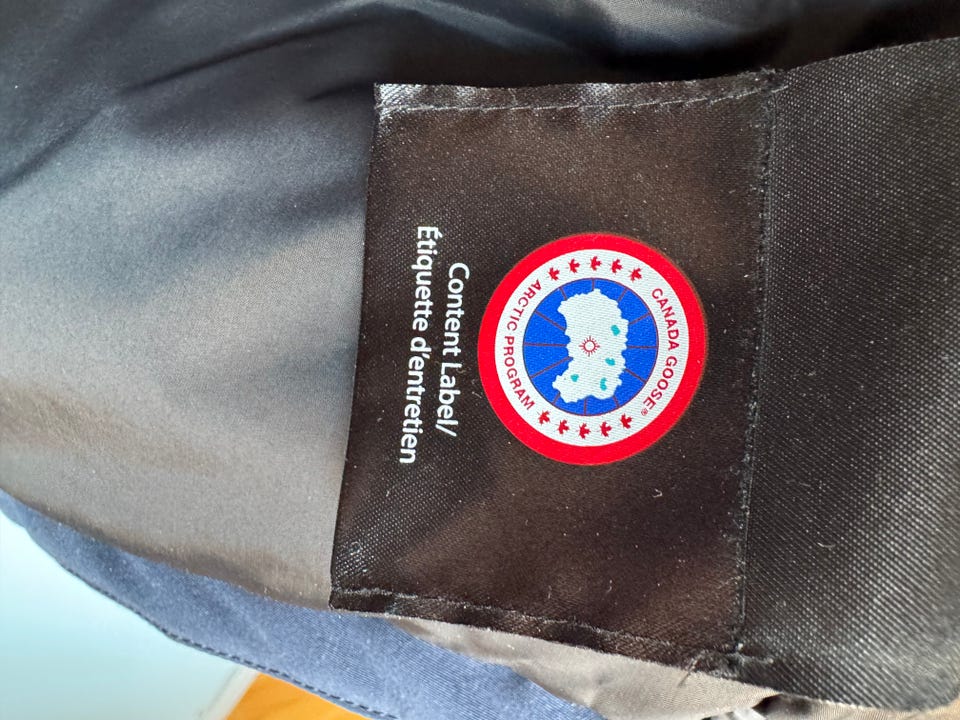 CANADA GOOSE®
ARCTIC PROGRAM
Content Label/
Étiquette d'entretien